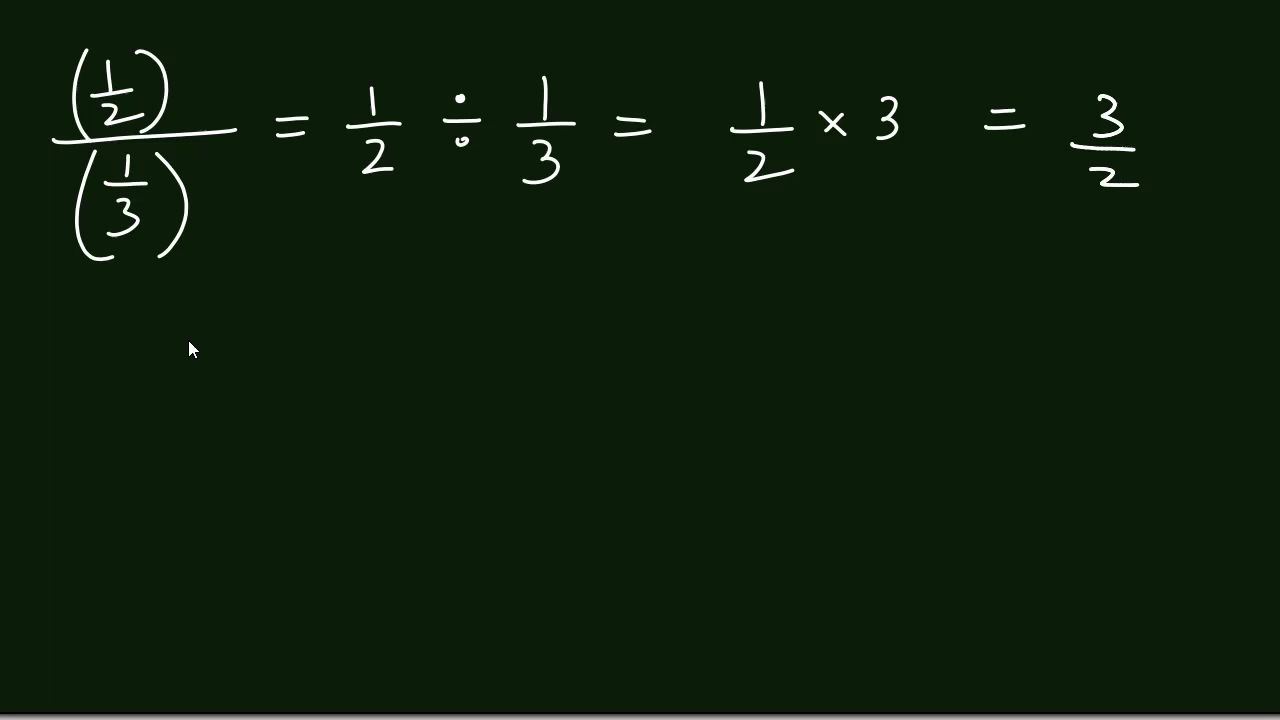 (1/2)/(1/3) = 1/2 ÷ 1/3 = 1/2 × 3 = 3/2